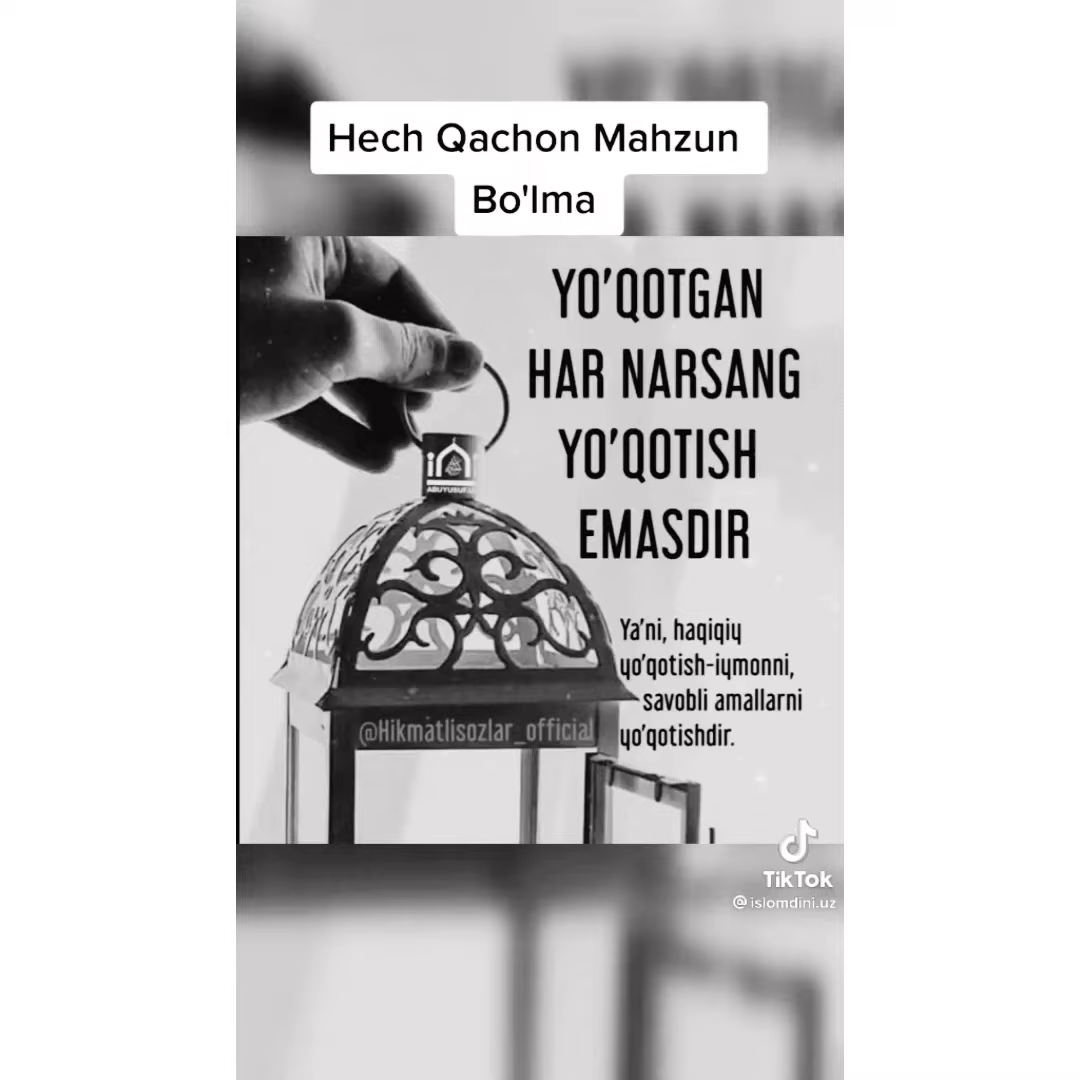 Hech Qachon Mahzun
Bo'lma
YO'QOTGAN
HAR NARSANG
YO'QOTISH
EMASDIR
Ya'ni, haqiqiy
yo'qotish-iymonni,
savobli amallarni
yo'qotishdir.
@Hikmatlisozlar_official
TikTok
@islomdini.uz